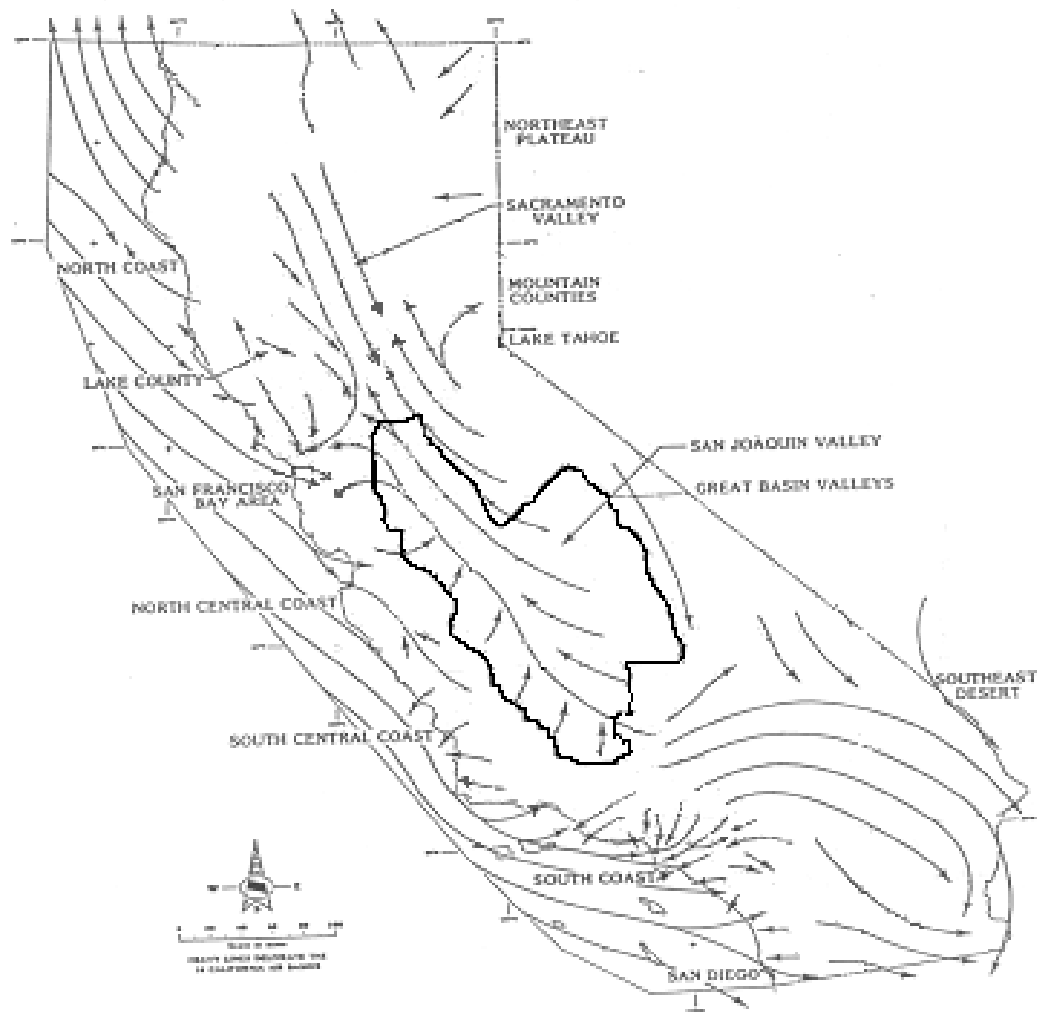 NORTHEAST
PLATEAU
SACRAMENTO
VALLEY
NORTH COAST
MOUNTAIN
COUNTIES
LAKE TAHOE
LAKE COUNTY
SAN JOAQUIN VALLEY
GREAT BASIN VALLEYS
SAN FRANCISCO
BAY AREA
NORTH CENTRAL COAST
SOUTHEAST
DESERT
SOUTH CENTRAL COAST
W E
SOUTH COAST
SAN DIEGO